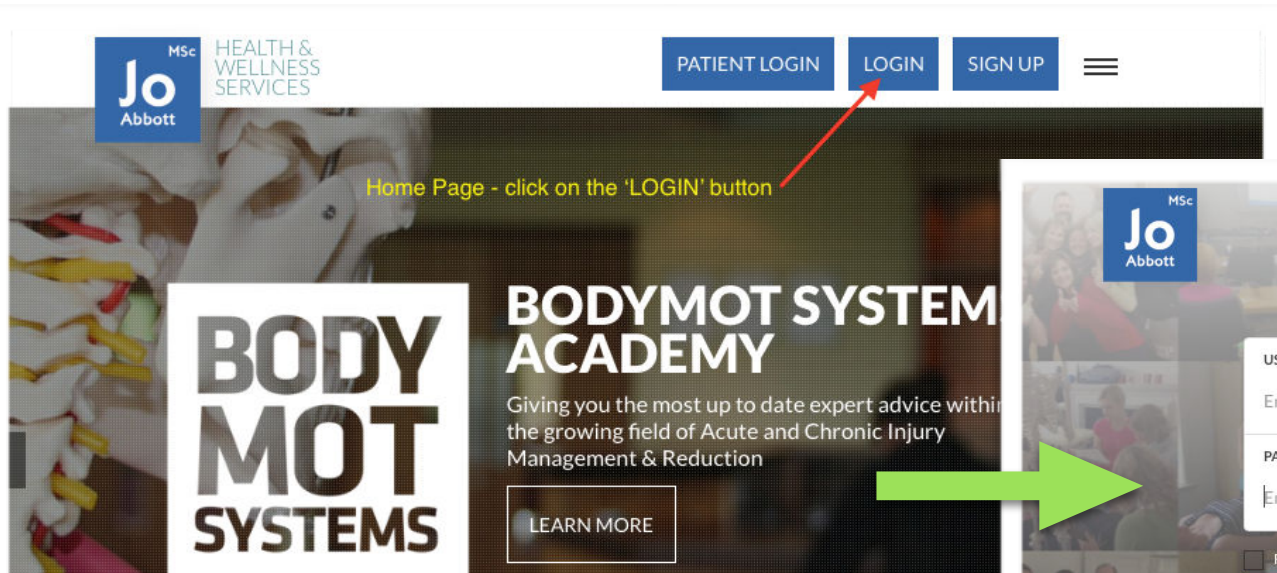 MSc
Jo
Abbott
HEALTH &
WELLNESS
SERVICES
PATIENT LOGIN
LOGIN
SIGN UP
Home Page - click on the ‘LOGIN’ button
BODY
MOT
SYSTEMS
BODYMOT SYSTEM
ACADEMY
Giving you the most up to date expert advice within
the growing field of Acute and Chronic Injury
Management & Reduction
LEARN MORE
MSc
Jo
Abbott